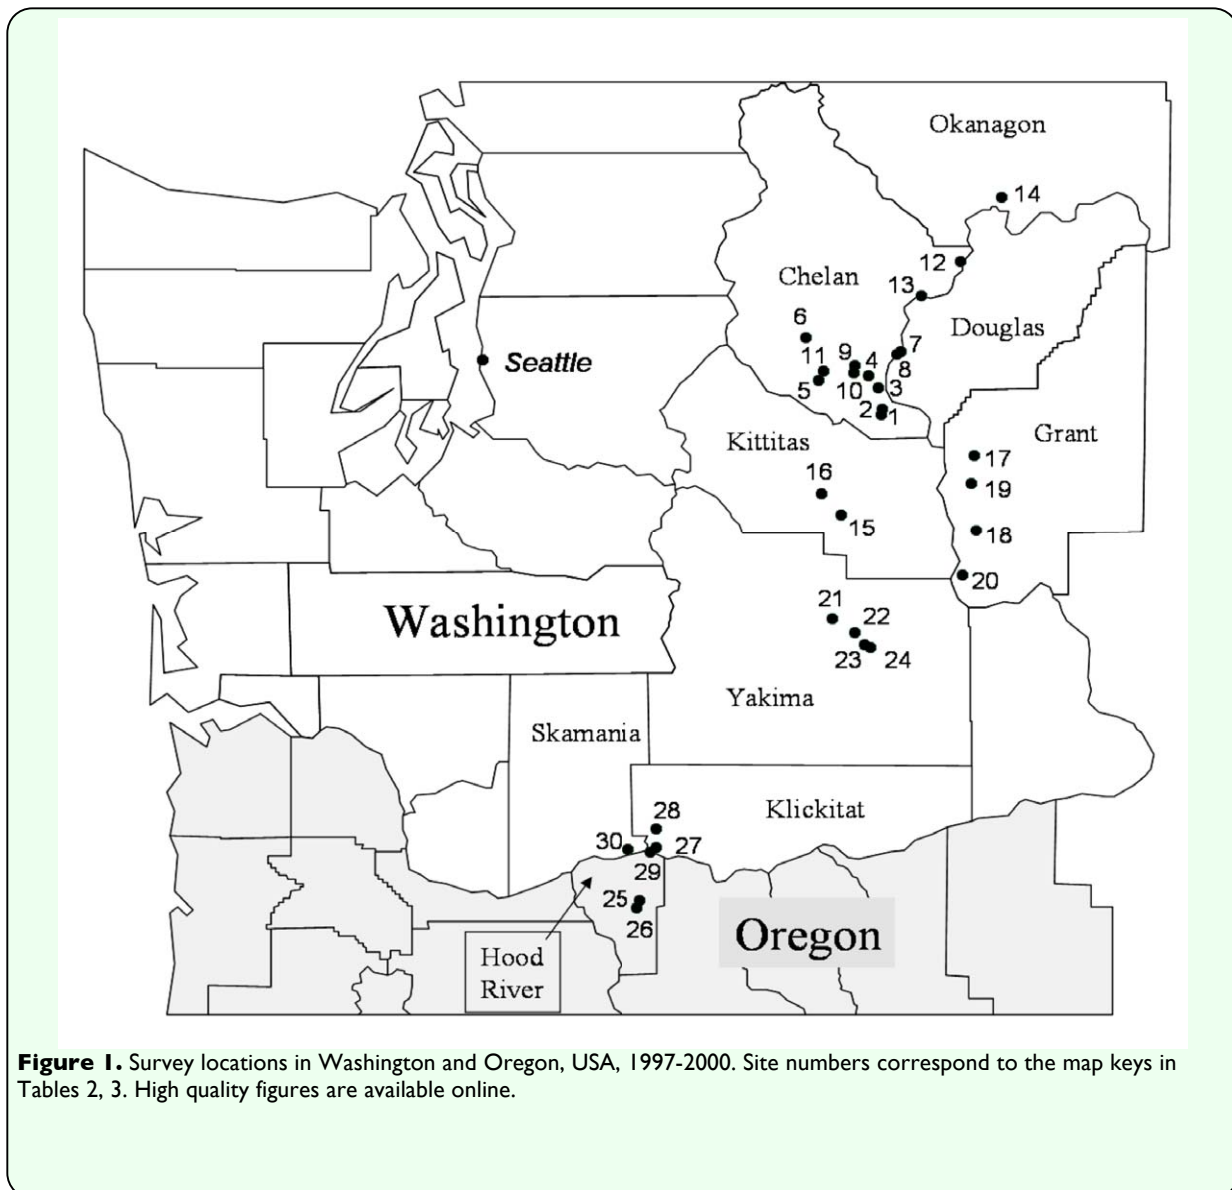 Okanagon
14
12
Chelan
13
6
Douglas
7
9
4
11
8
Seattle
5
10
3
2
1
Grant
Kittitas
17
16
19
15
18
20
21
22
Washington
23
24
Yakima
Skamania
28
Klickitat
30
27
29
25
26
Oregon
Hood
River
Figure 1. Survey locations in Washington and Oregon, USA, 1997-2000. Site numbers correspond to the map keys in
Tables 2, 3. High quality figures are available online.